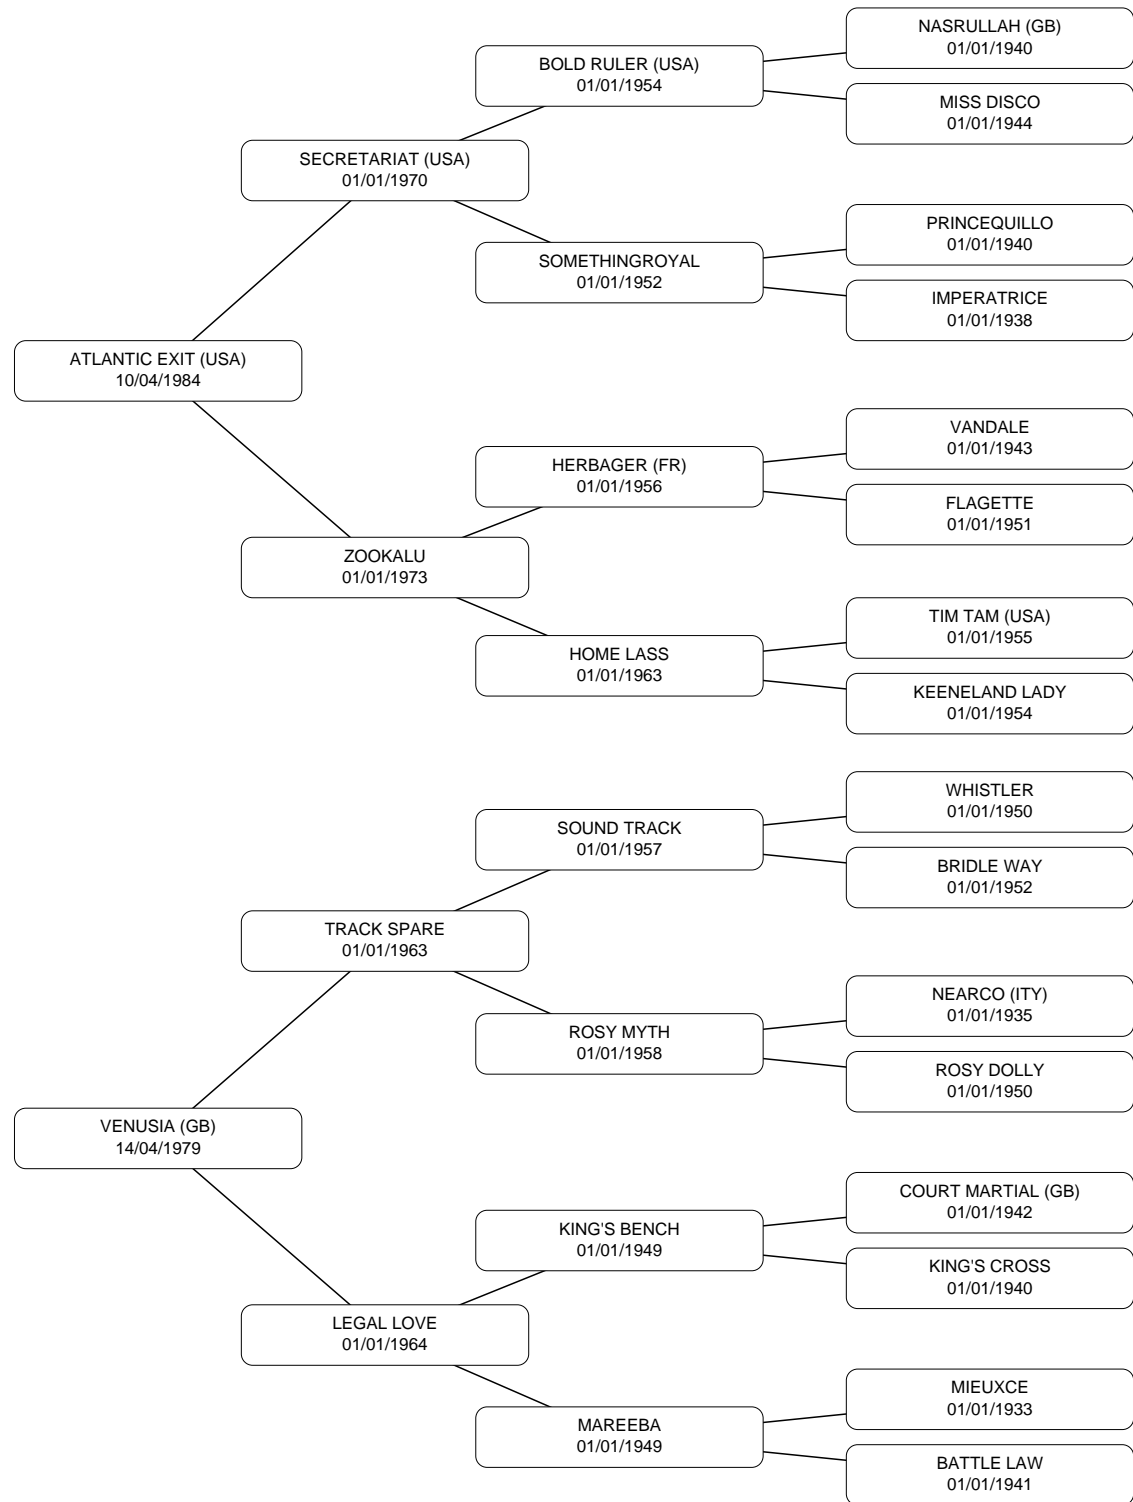 NASRULLAH (GB)
01/01/1940
BOLD RULER (USA)
01/01/1954
MISS DISCO
01/01/1944
SECRETARIAT (USA)
01/01/1970
PRINCEQUILLO
01/01/1940
SOMETHINGROYAL
01/01/1952
IMPERATRICE
01/01/1938
ATLANTIC EXIT (USA)
10/04/1984
VANDALE
01/01/1943
HERBAGER (FR)
01/01/1956
FLAGETTE
01/01/1951
ZOOKALU
01/01/1973
TIM TAM (USA)
01/01/1955
HOME LASS
01/01/1963
KEENELAND LADY
01/01/1954
WHISTLER
01/01/1950
SOUND TRACK
01/01/1957
BRIDLE WAY
01/01/1952
TRACK SPARE
01/01/1963
NEARCO (ITY)
01/01/1935
ROSY MYTH
01/01/1958
ROSY DOLLY
01/01/1950
VENUSIA (GB)
14/04/1979
COURT MARTIAL (GB)
01/01/1942
KING'S BENCH
01/01/1949
KING'S CROSS
01/01/1940
LEGAL LOVE
01/01/1964
MIEUXCE
01/01/1933
MAREEBA
01/01/1949
BATTLE LAW
01/01/1941